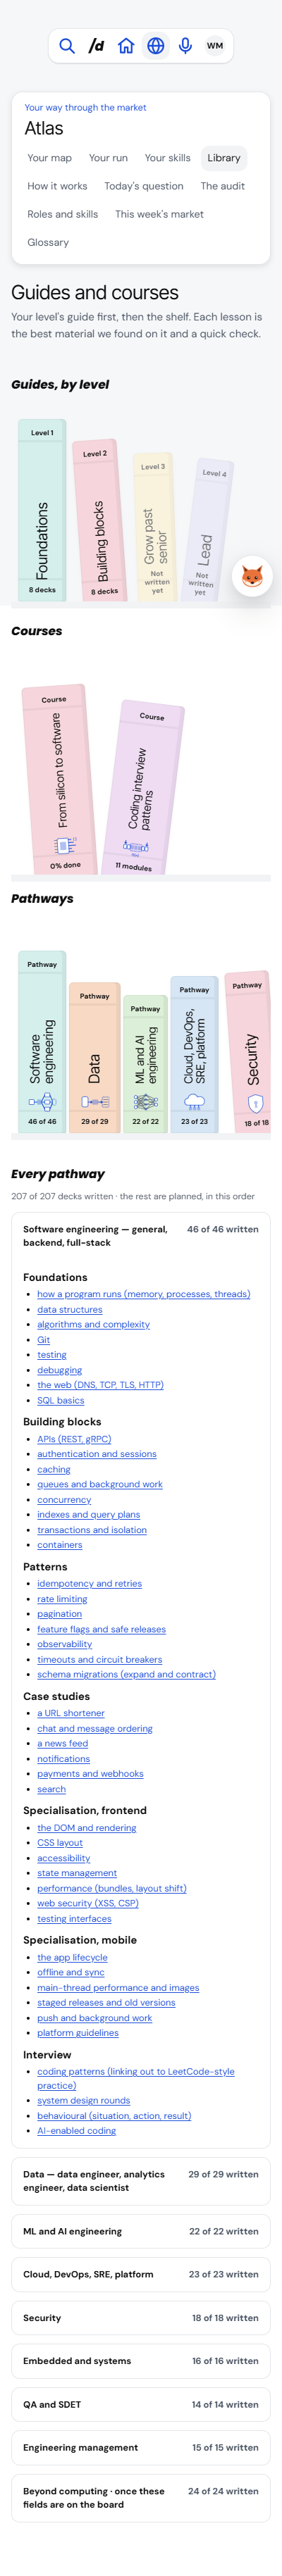 /d
WM
Your way through the market
Atlas
Your map Your run Your skills Library
How it works Today's question The audit
Roles and skills This week's market
Glossary
Guides and courses
Your level's guide first, then the shelf. Each lesson is
the best material we found on it and a quick check.
Guides, by level
Level 1
Foundations
8 decks
Level 2
Building blocks
8 decks
Level 3
Grow past
senior
Not
written
yet
Level 4
Lead
Not
written
yet
Courses
Course
From silicon to software
0% done
Course
Coding interview
patterns
11 modules
Pathways
Pathway
Software
engineering
46 of 46
Pathway
Data
29 of 29
Pathway
ML and AI
engineering
22 of 22
Pathway
Cloud, DevOps,
SRE, platform
23 of 23
Pathway
Security
18 of 18
Every pathway
207 of 207 decks written · the rest are planned, in this order
Software engineering — general, 46 of 46 written
backend, full-stack
Foundations
• how a program runs (memory, processes, threads)
• data structures
• algorithms and complexity
• Git
• testing
• debugging
• the web (DNS, TCP, TLS, HTTP)
• SQL basics
Building blocks
• APIs (REST, gRPC)
• authentication and sessions
• caching
• queues and background work
• concurrency
• indexes and query plans
• transactions and isolation
• containers
Patterns
• idempotency and retries
• rate limiting
• pagination
• feature flags and safe releases
• observability
• timeouts and circuit breakers
• schema migrations (expand and contract)
Case studies
• a URL shortener
• chat and message ordering
• a news feed
• notifications
• payments and webhooks
• search
Specialisation, frontend
• the DOM and rendering
• CSS layout
• accessibility
• state management
• performance (bundles, layout shift)
• web security (XSS, CSP)
• testing interfaces
Specialisation, mobile
• the app lifecycle
• offline and sync
• main-thread performance and images
• staged releases and old versions
• push and background work
• platform guidelines
Interview
• coding patterns (linking out to LeetCode-style
practice)
• system design rounds
• behavioural (situation, action, result)
• AI-enabled coding
Data — data engineer, analytics 29 of 29 written
engineer, data scientist
ML and AI engineering 22 of 22 written
Cloud, DevOps, SRE, platform 23 of 23 written
Security 18 of 18 written
Embedded and systems 16 of 16 written
QA and SDET 14 of 14 written
Engineering management 15 of 15 written
Beyond computing · once these 24 of 24 written
fields are on the board